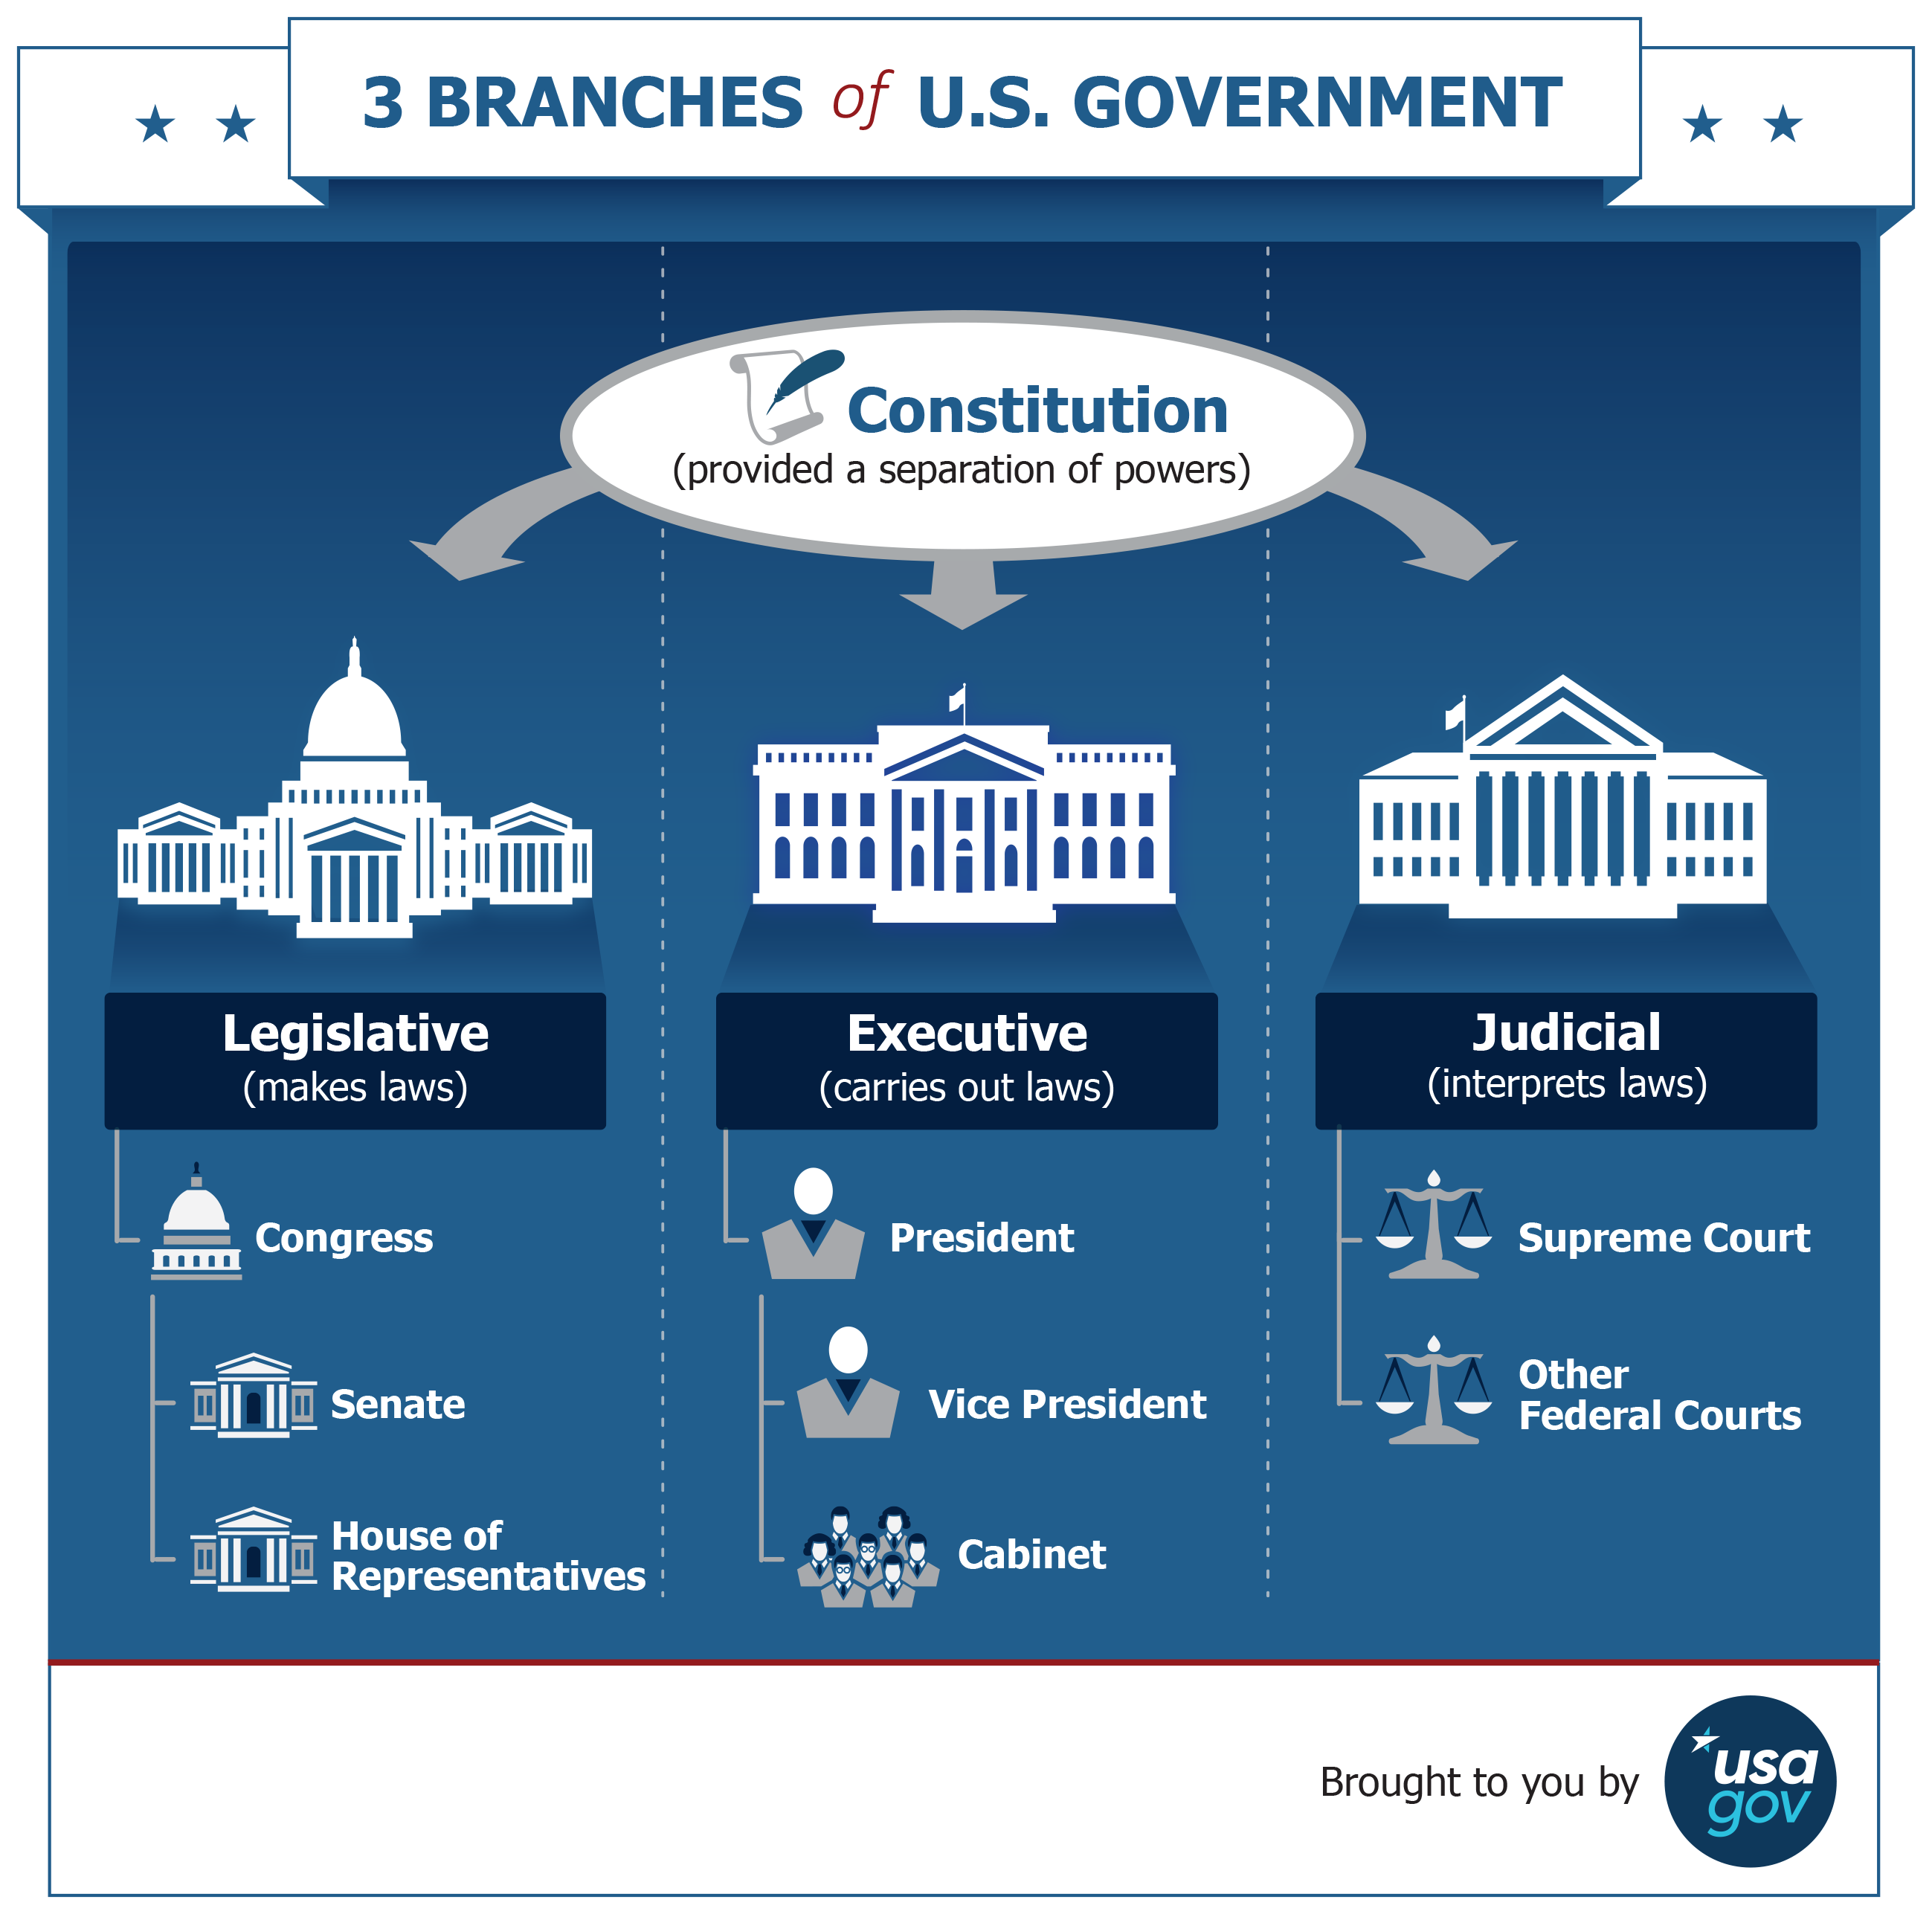 3 BRANCHES of U.S. GOVERNMENT
Constitution
(provided a separation of powers)
Legislative
(makes laws)
Congress
Senate
House of
Representatives
Executive
(carries out laws)
President
Vice President
Cabinet
Judicial
(interprets laws)
Supreme Court
Other
Federal Courts
Brought to you by
usa
gov